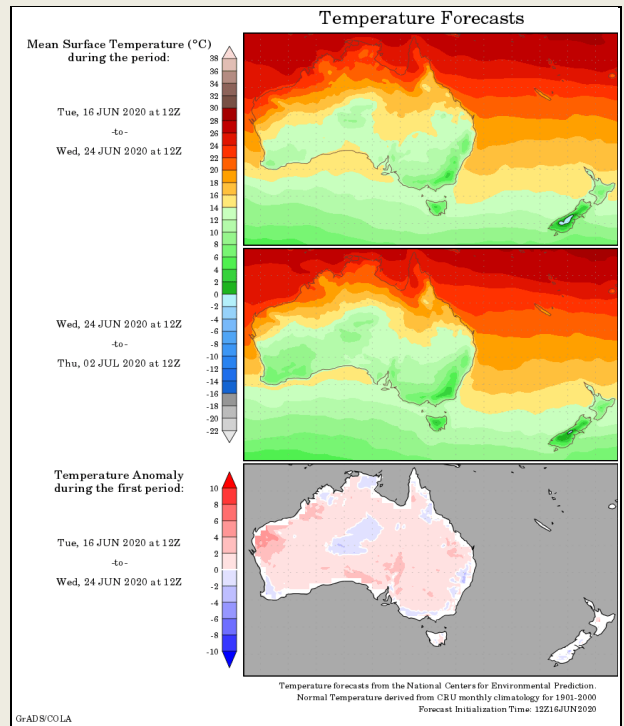 Temperature Forecasts
Mean Surface Temperature (°C)
during the period:
38
36
34
32
30
28
26
24
22
20
18
16
14
12
10
8
6
4
2
0
-2
-4
-6
-8
-10
-12
-14
-16
-18
-20
-22
Tue, 16 JUN 2020 at 12Z
-to-
Wed, 24 JUN 2020 at 12Z
Wed, 24 JUN 2020 at 12Z
-to-
Thu, 02 JUL 2020 at 12Z
Temperature Anomaly
during the first period:
10
8
6
4
2
0
-2
-4
-6
-8
-10
Tue, 16 JUN 2020 at 12Z
-to-
Wed, 24 JUN 2020 at 12Z
Temperature forecasts from the National Centers for Environmental Prediction.
Normal Temperature derived from CRU monthly climatology for 1901-2000
Forecast Initialization Time: 12Z16JUN2020
GrADS/COLA